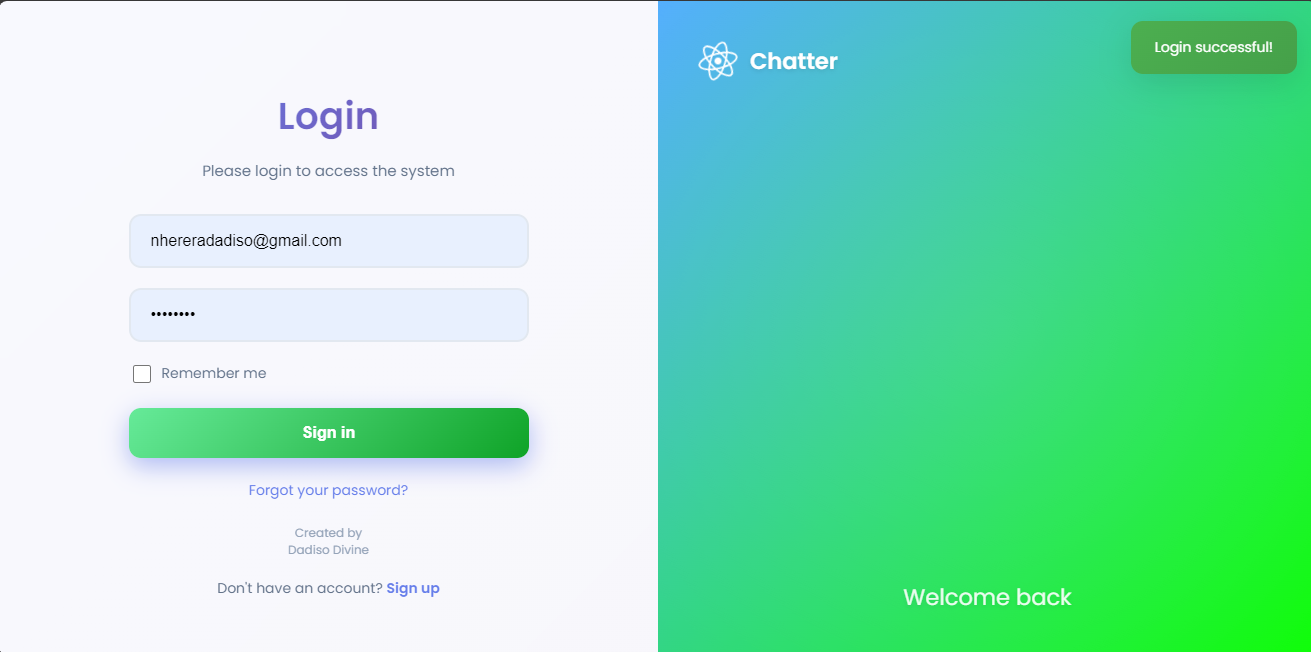 Login
Please login to access the system
nhereradadiso@gmail.com
••••••••
Remember me
Sign in
Forgot your password?
Created by
Dadiso Divine
Don't have an account? Sign up
Chatter
Login successful!
Welcome back